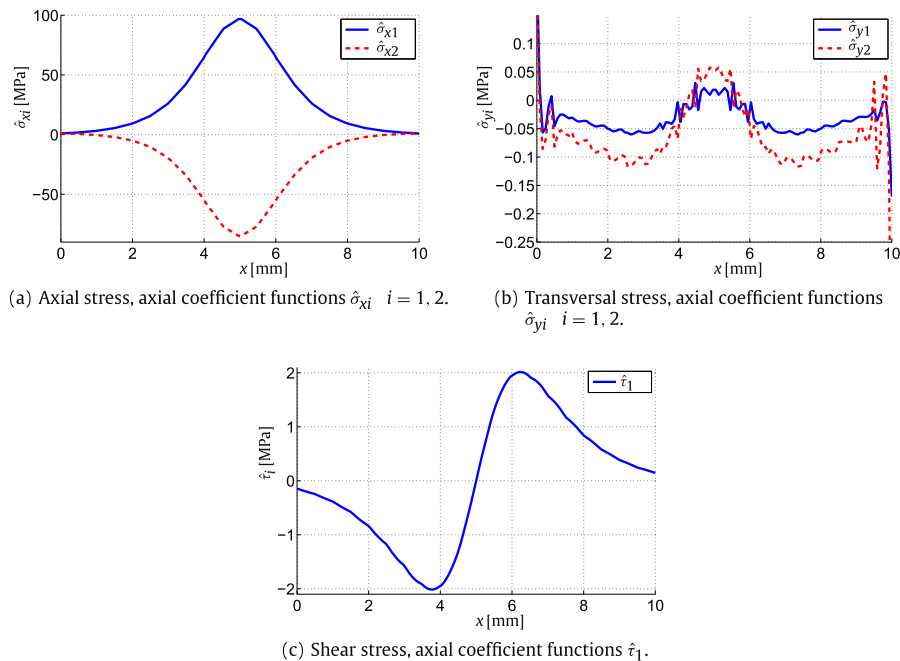 100
50
0
−50
0 2 4 6 8 10
x [mm]
σ̂xi [MPa]
σ̂x1
σ̂x2
(a) Axial stress, axial coefficient functions σ̂xi i = 1, 2.
0.1
0.05
0
−0.05
−0.1
−0.15
−0.2
−0.25
0 2 4 6 8 10
x [mm]
σ̂yi [MPa]
σ̂y1
σ̂y2
(b) Transversal stress, axial coefficient functions
σ̂yi i = 1, 2.
2
1
0
−1
−2
0 2 4 6 8 10
x [mm]
τ̂i [MPa]
τ̂1
(c) Shear stress, axial coefficient functions τ̂1.